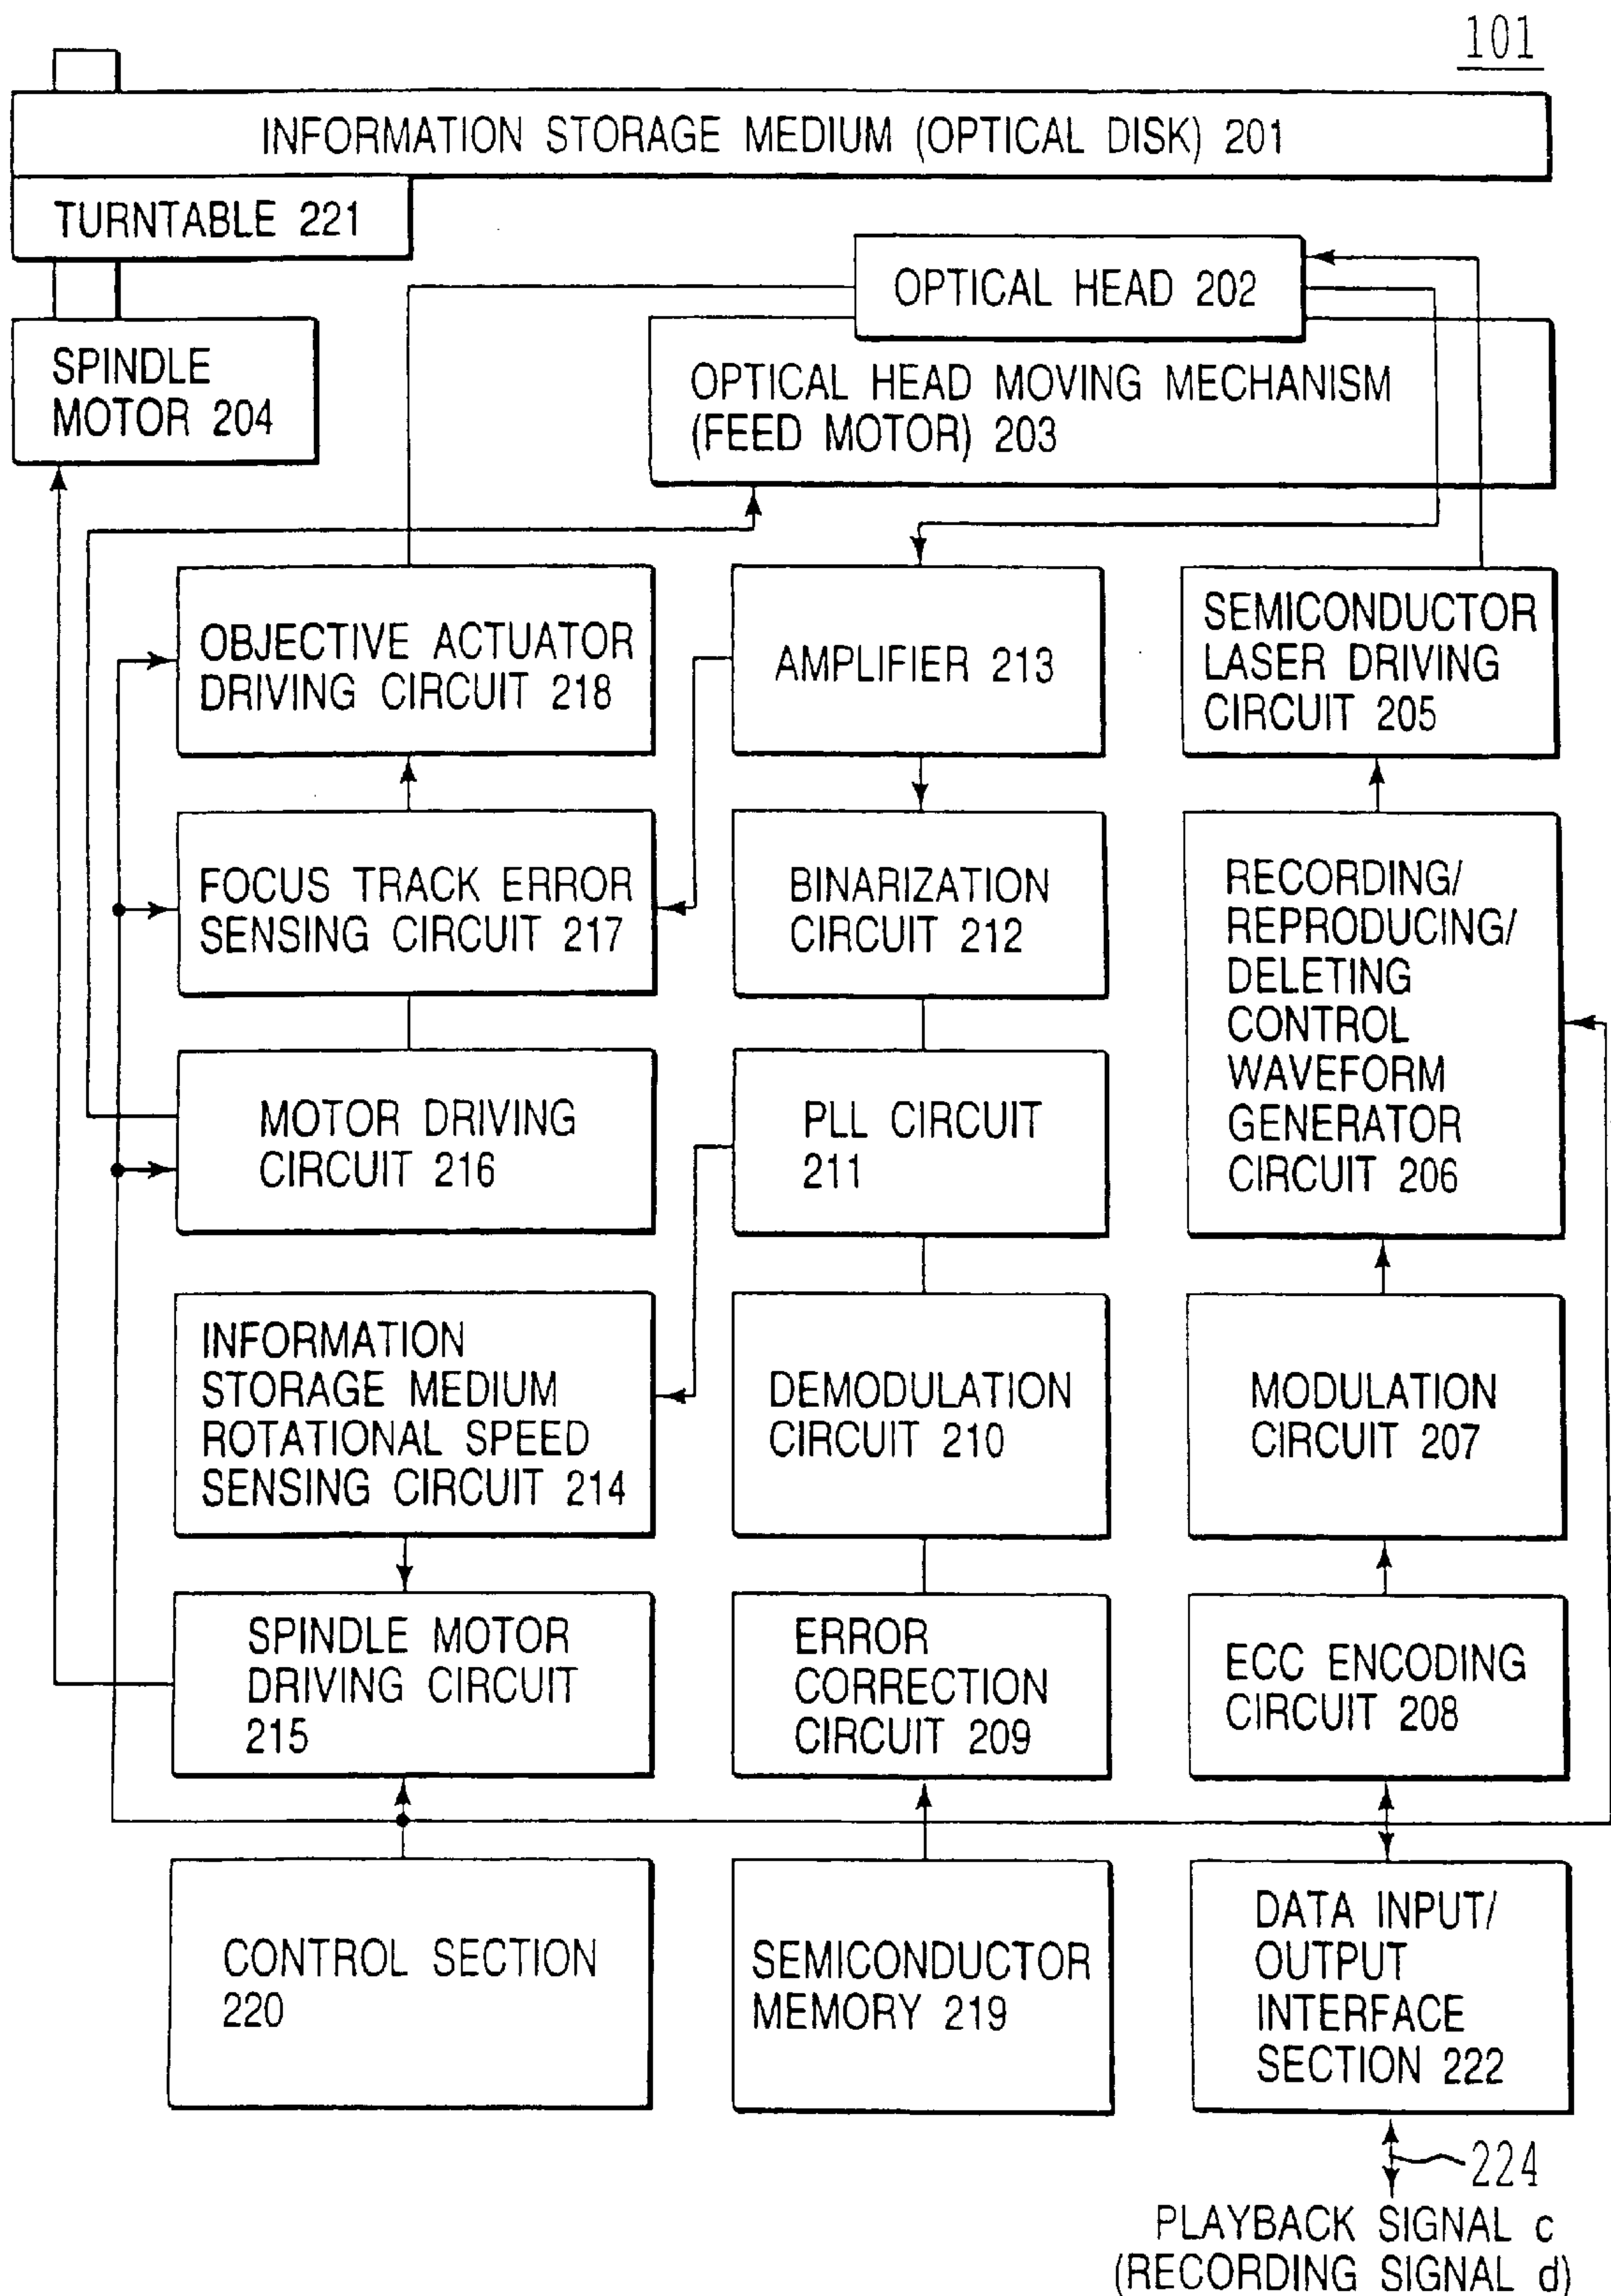 101
INFORMATION STORAGE MEDIUM (OPTICAL DISK) 201
TURNTABLE 221
OPTICAL HEAD 202
SPINDLE
MOTOR 204
OPTICAL HEAD MOVING MECHANISM
(FEED MOTOR) 203
OBJECTIVE ACTUATOR
DRIVING CIRCUIT 218
AMPLIFIER 213
SEMICONDUCTOR
LASER DRIVING
CIRCUIT 205
FOCUS TRACK ERROR
SENSING CIRCUIT 217
BINARIZATION
CIRCUIT 212
RECORDING/
REPRODUCING/
DELETING
CONTROL
WAVEFORM
GENERATOR
CIRCUIT 206
MOTOR DRIVING
CIRCUIT 216
PLL CIRCUIT
211
INFORMATION
STORAGE MEDIUM
ROTATIONAL SPEED
SENSING CIRCUIT 214
DEMODULATION
CIRCUIT 210
MODULATION
CIRCUIT 207
SPINDLE MOTOR
DRIVING CIRCUIT
215
ERROR
CORRECTION
CIRCUIT 209
ECC ENCODING
CIRCUIT 208
CONTROL SECTION
220
SEMICONDUCTOR
MEMORY 219
DATA INPUT/
OUTPUT
INTERFACE
SECTION 222
224
PLAYBACK SIGNAL c
(RECORDING SIGNAL d)